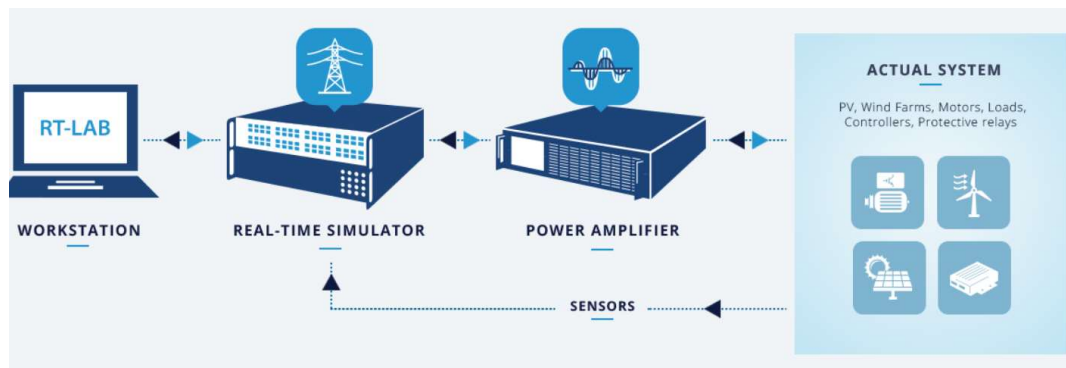 RT-LAB
WORKSTATION
REAL-TIME SIMULATOR
POWER AMPLIFIER
ACTUAL SYSTEM
PV, Wind Farms, Motors, Loads,
Controllers, Protective relays
SENSORS